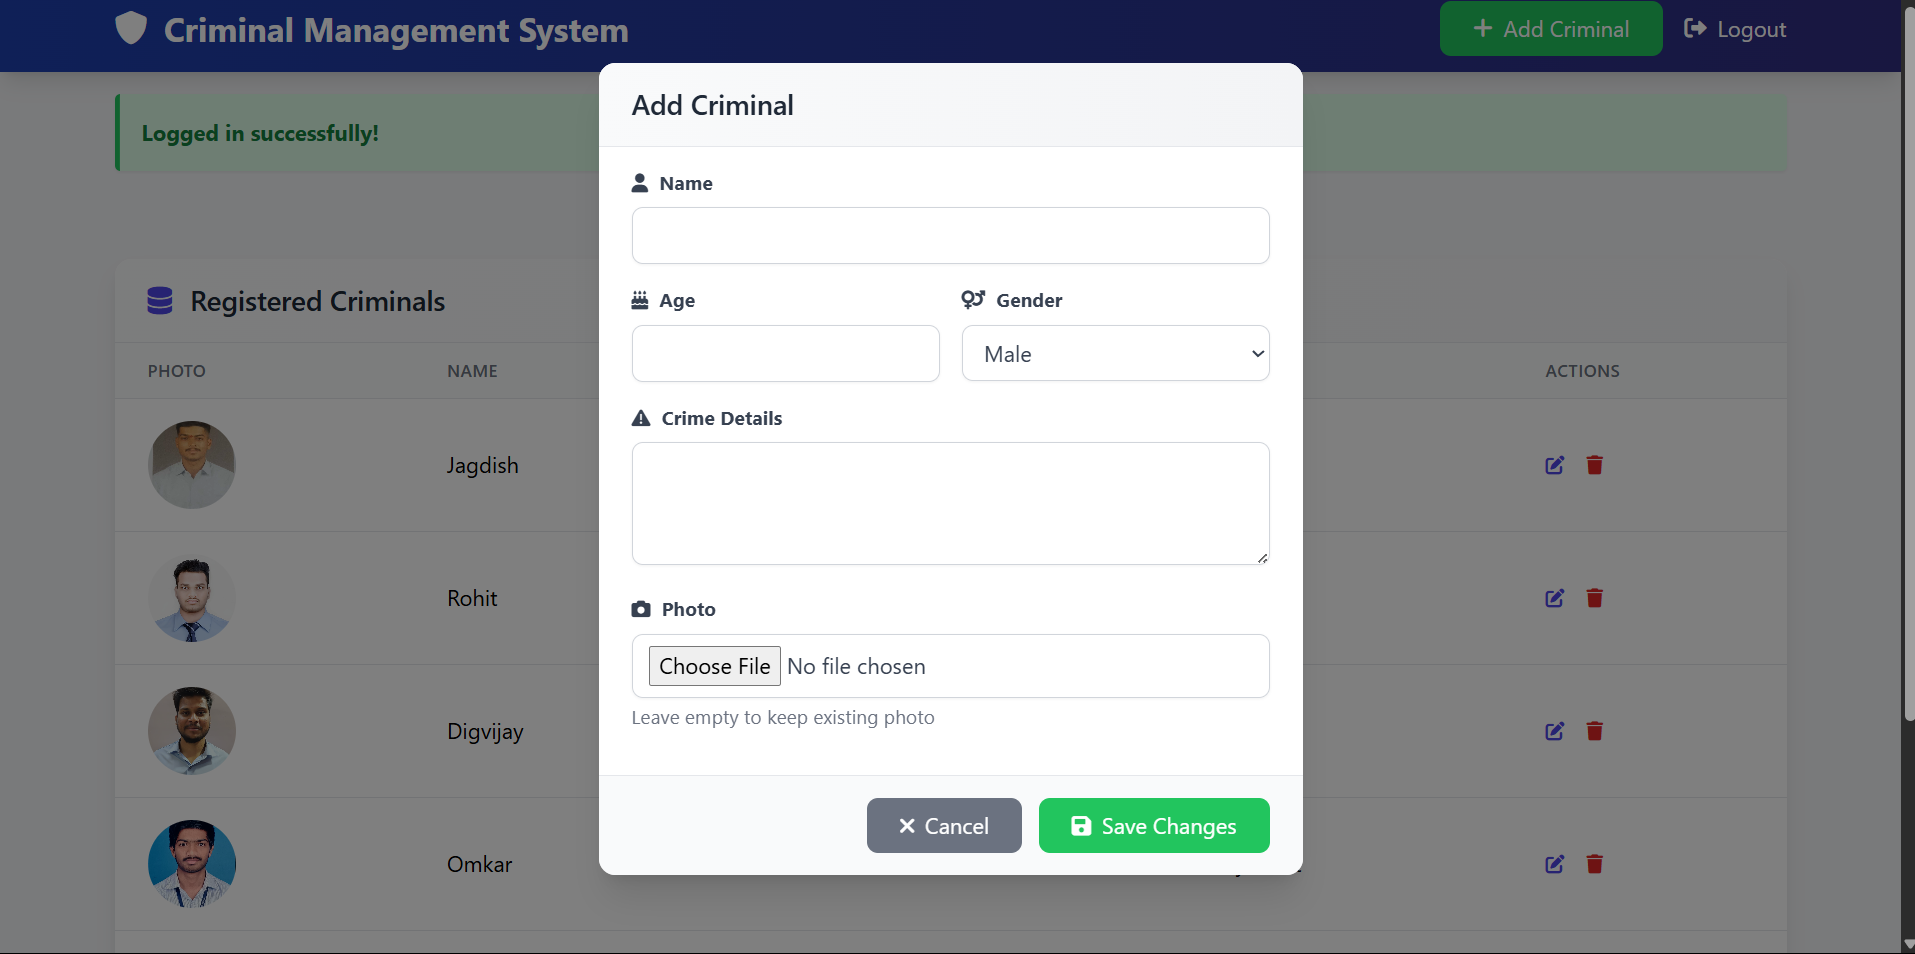 Criminal Management System
Add Criminal
Logout
Logged in successfully!
Registered Criminals
PHOTO NAME ACTIONS
Jagdish
Rohit
Digvijay
Omkar
Add Criminal
Name
Age Gender
Male
Crime Details
Photo
Choose File No file chosen
Leave empty to keep existing photo
Cancel Save Changes